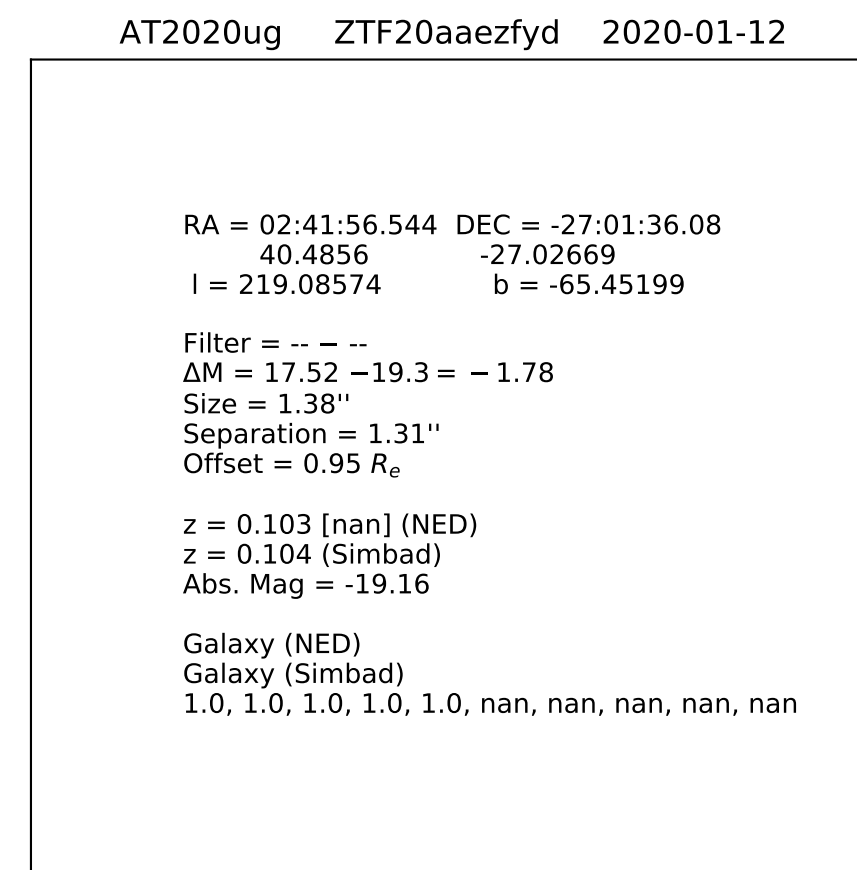 AT2020ug ZTF20aaezfyd 2020-01-12
RA = 02:41:56.544 DEC = -27:01:36.08
40.4856 -27.02669
l = 219.08574 b = -65.45199
Filter = -- − --
ΔM = 17.52 −19.3 = −1.78
Size = 1.38''
Separation = 1.31''
Offset = 0.95 Re
z = 0.103 [nan] (NED)
z = 0.104 (Simbad)
Abs. Mag = -19.16
Galaxy (NED)
Galaxy (Simbad)
1.0, 1.0, 1.0, 1.0, 1.0, nan, nan, nan, nan, nan